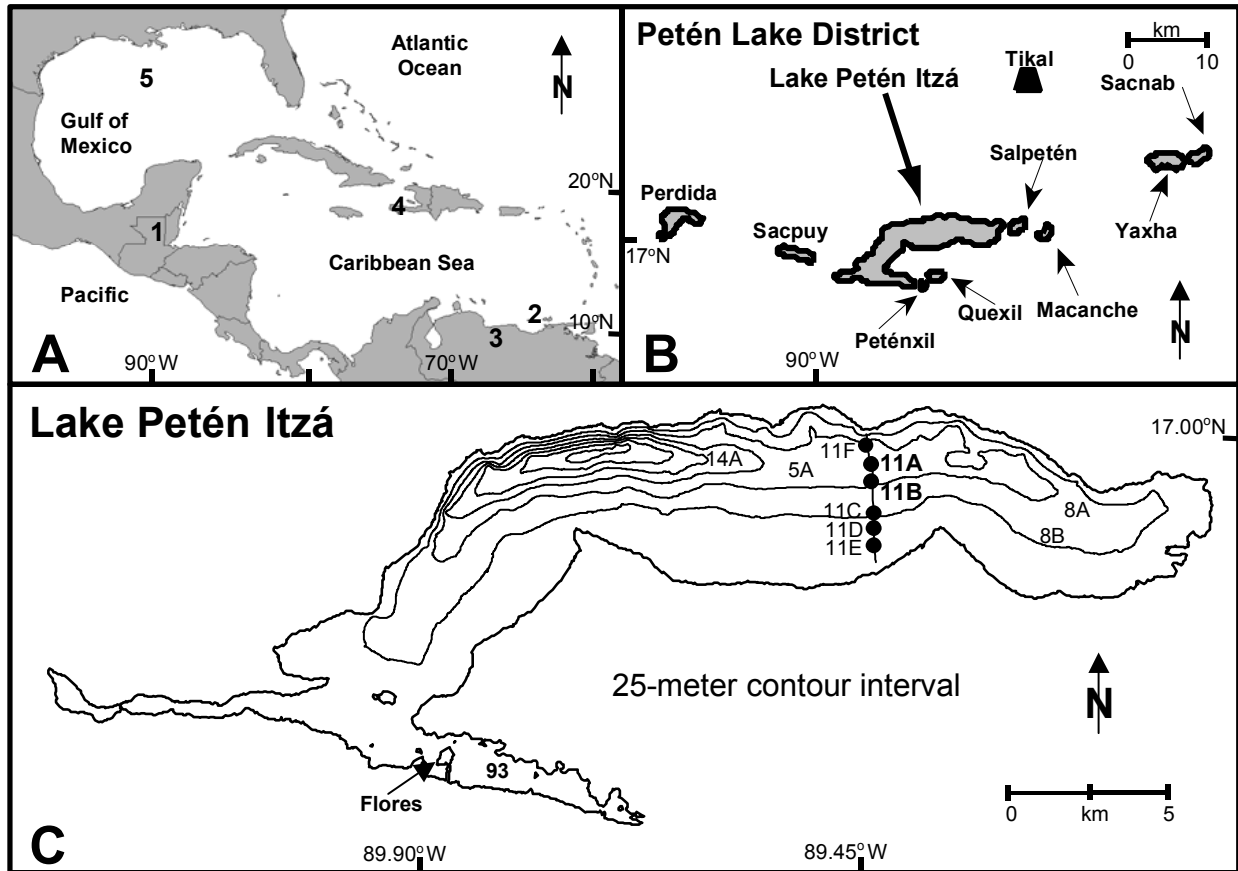 Atlantic
Ocean
N
5
Gulf of
Mexico
20°N
4
1
Caribbean Sea
Pacific
2
10°N
3
A
90°W
70°W
Petén Lake District
km
0 10
Tikal
Lake Petén Itzá
Sacnab
Salpetén
Perdida
Sacpuy
17°N
Yaxha
Quexil
Macanche
Peténxil
N
B
90°W
Lake Petén Itzá
17.00°N
11F
14A
5A
11A
11B
8A
11C
11D
8B
11E
25-meter contour interval
N
93
Flores
0 km 5
C
89.90°W
89.45°W